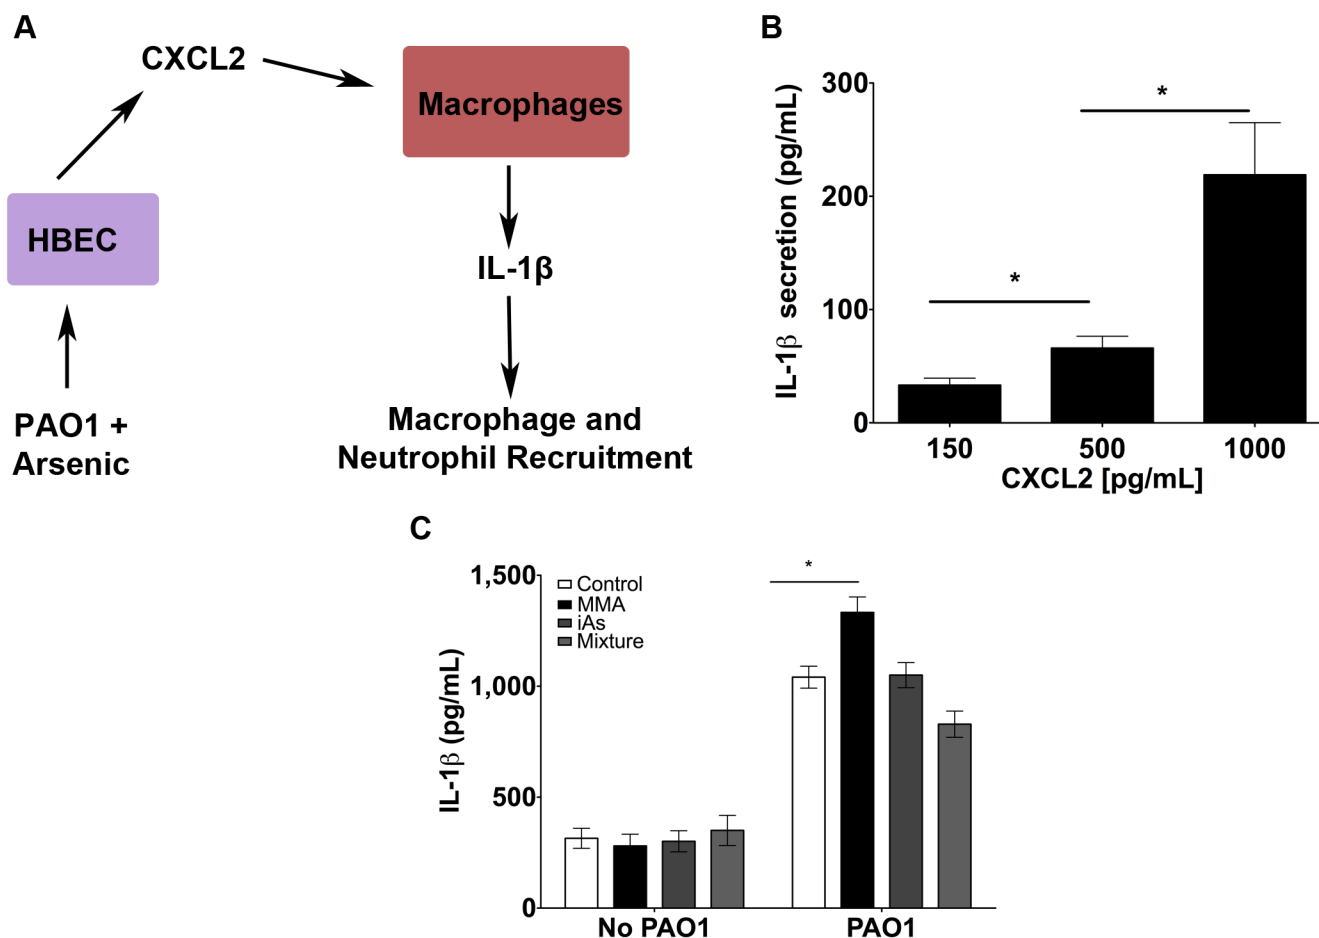 A
CXCL2
Macrophages
HBEC
IL-1β
PAO1 +
Arsenic
Macrophage and
Neutrophil Recruitment
B
IL-1β secretion (pg/mL)
300
200
100
0
*
*
150 500 1000
CXCL2 [pg/mL]
C
IL-1β (pg/mL)
1,500
1,000
500
0
Control
MMA
iAs
Mixture
*
No PAO1 PAO1